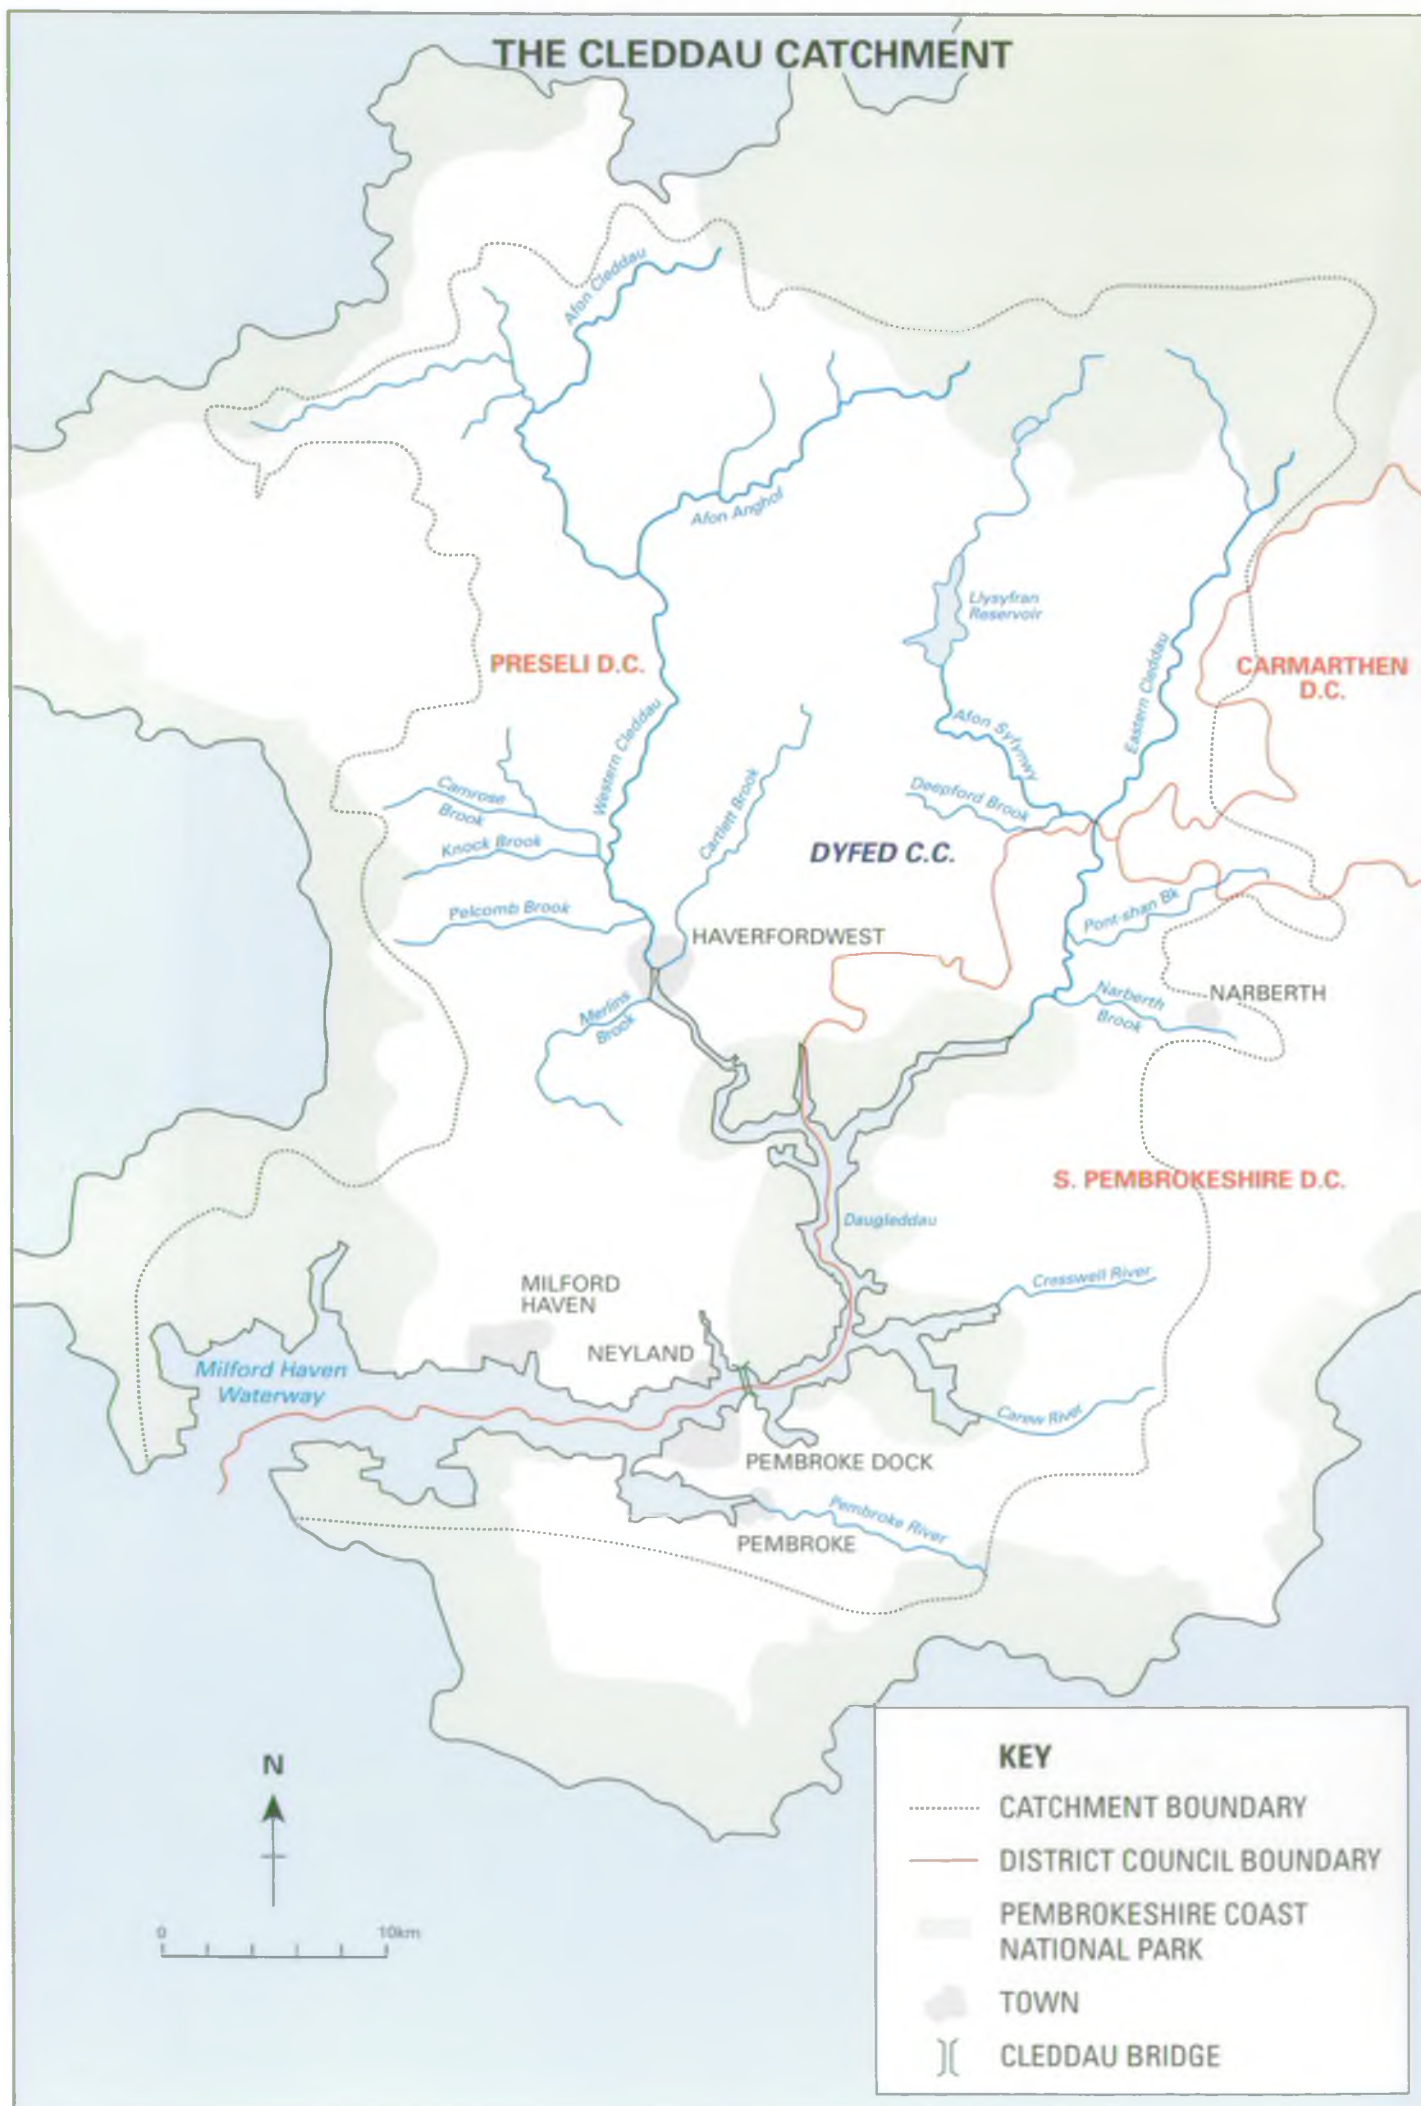 THE CLEDDAU CATCHMENT
Afon Cleddau
Afon Anghof
Llysyfran
Reservoir
PRESELI D.C.
CARMARTHEN
D.C.
Eastern Cleddau
Western Cleddau
Afon Syfynwy
Camrose
Brook
Cartlett Brook
Deepford Brook
Knock Brook
DYFED C.C.
Pelcomb Brook
Pont-shan Bk
HAVERFORDWEST
NARBERTH
Narberth
Brook
Merlins
Brook
S. PEMBROKESHIRE D.C.
Daugleddau
Cresswell River
MILFORD
HAVEN
NEYLAND
Milford Haven
Waterway
Carew River
PEMBROKE DOCK
Pembroke River
PEMBROKE
N
0 10km
KEY
CATCHMENT BOUNDARY
DISTRICT COUNCIL BOUNDARY
PEMBROKESHIRE COAST
NATIONAL PARK
TOWN
CLEDDAU BRIDGE